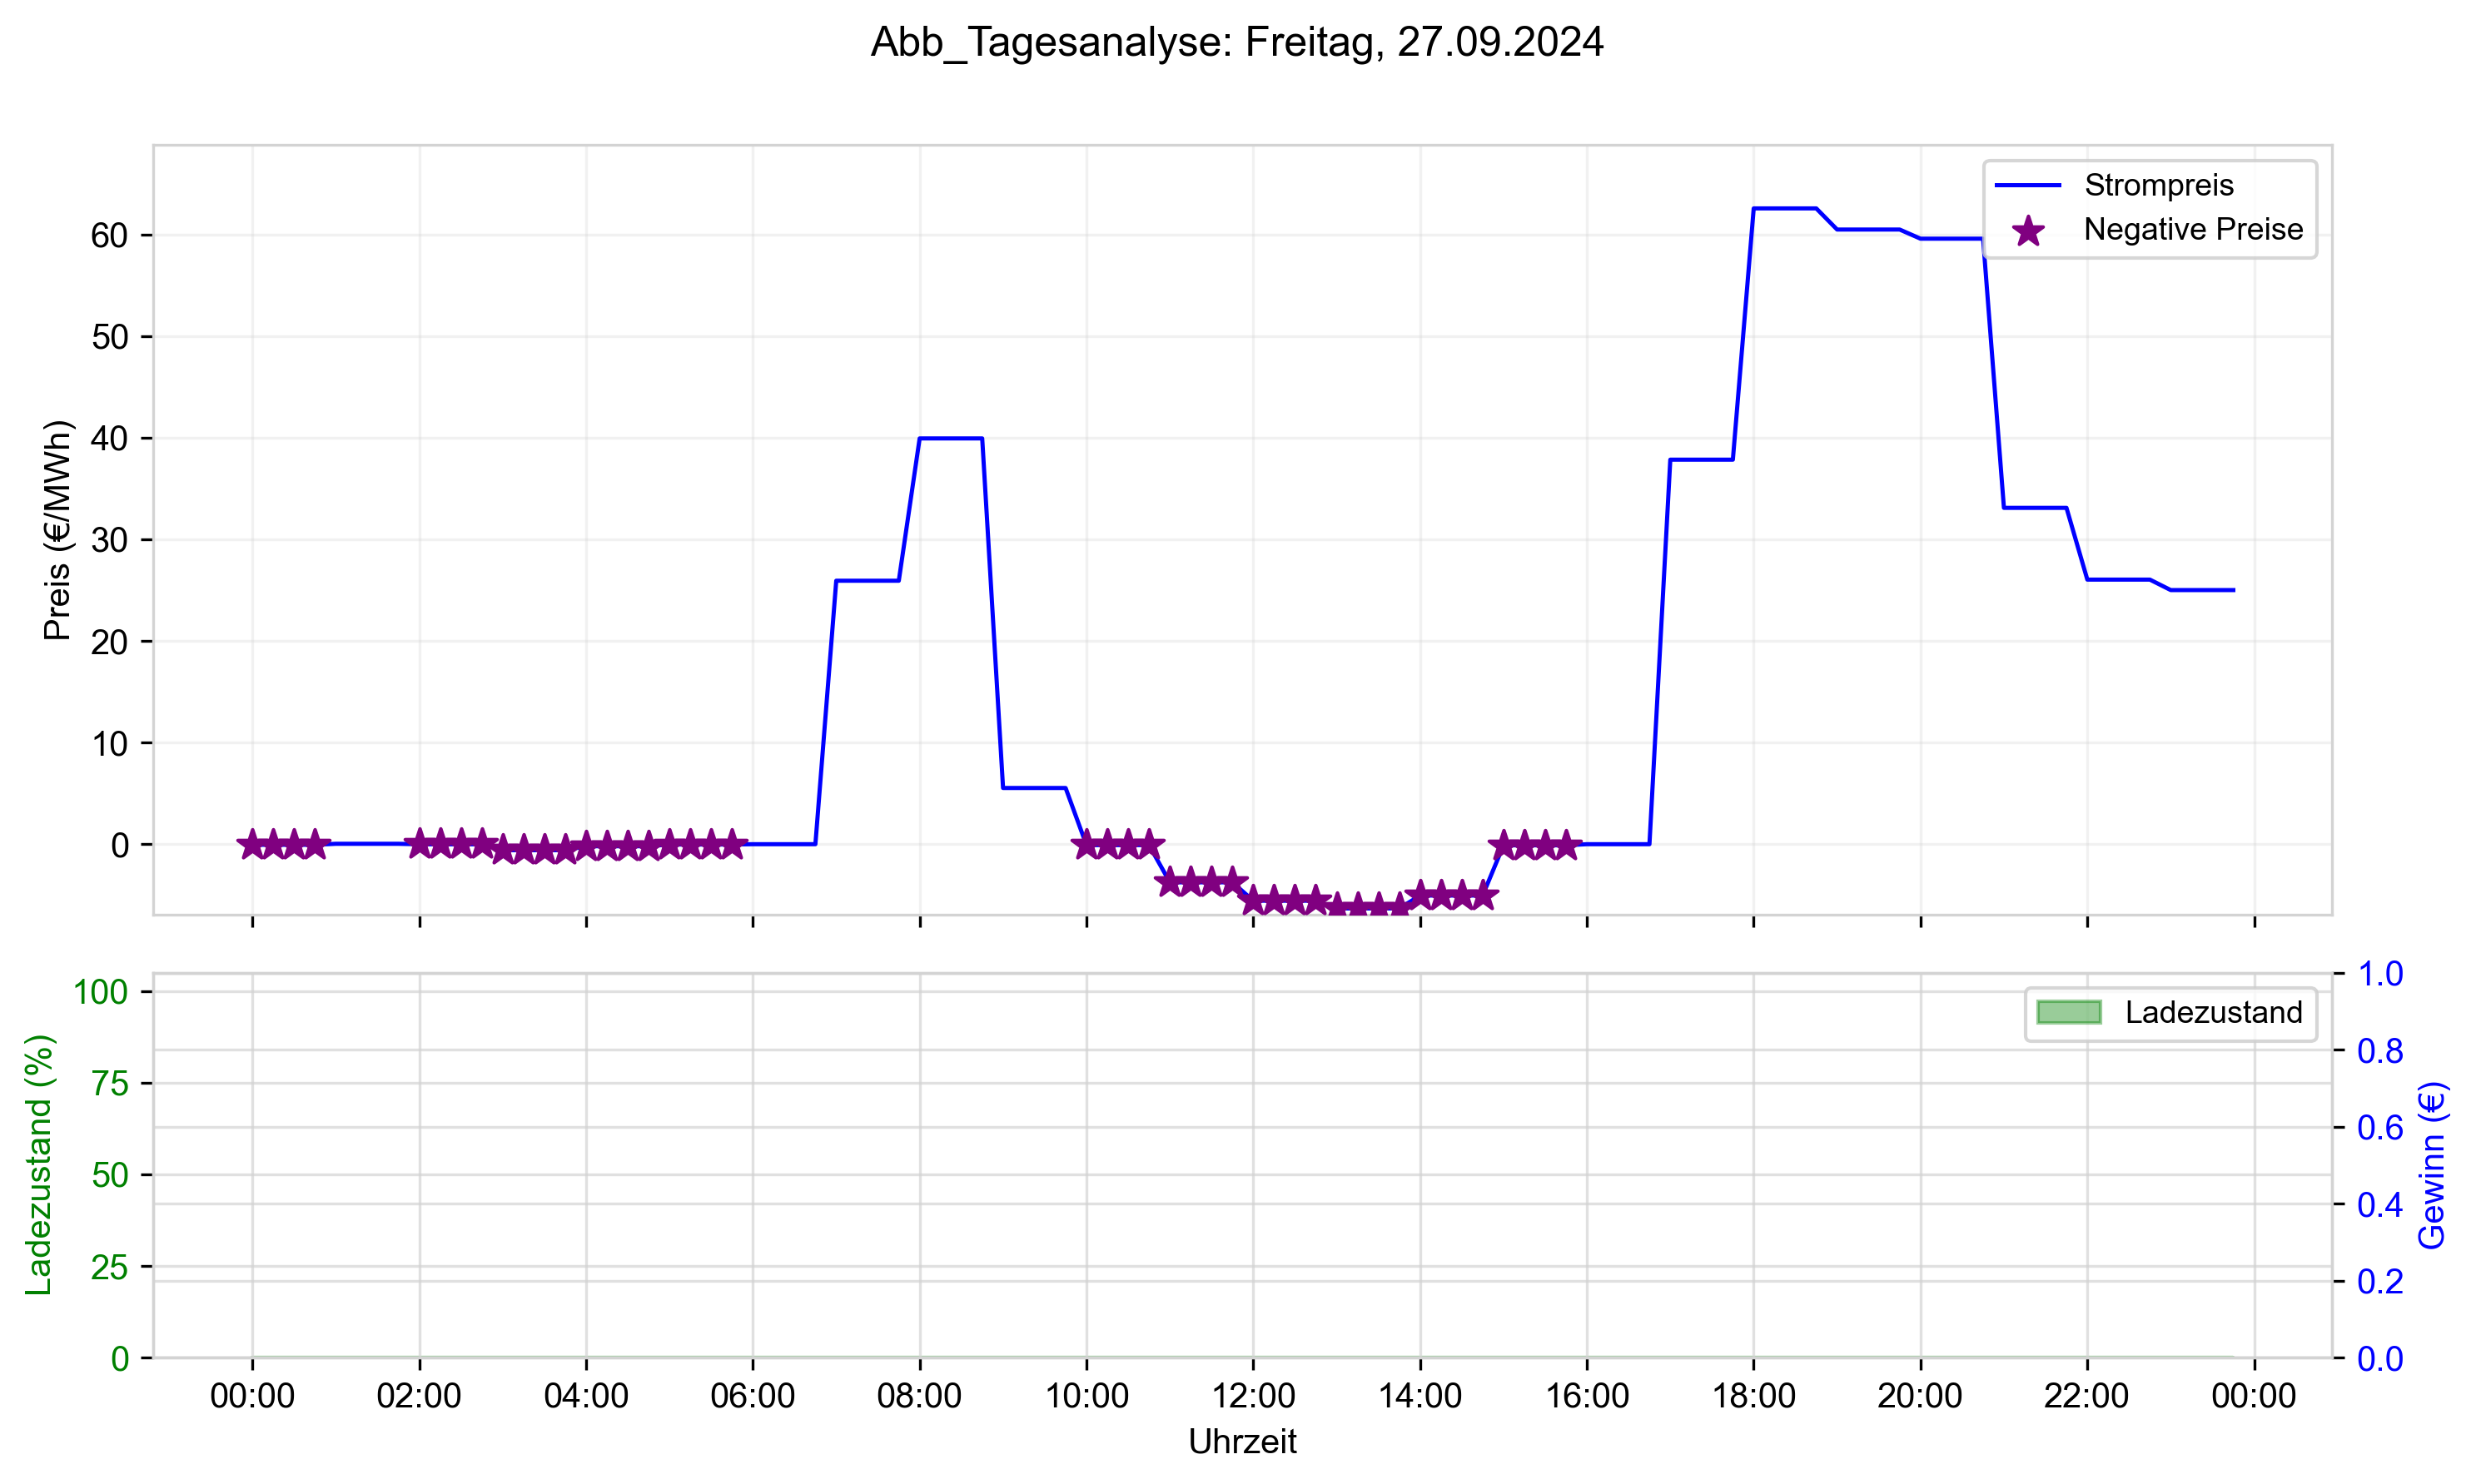 Abb_Tagesanalyse: Freitag, 27.09.2024
Preis (€/MWh)
60
50
40
30
20
10
0
Strompreis
Negative Preise
Ladezustand (%)
100
75
50
25
0
Ladezustand
1.0
0.8
0.6
0.4
0.2
0.0
Gewinn (€)
00:00 02:00 04:00 06:00 08:00 10:00 12:00 14:00 16:00 18:00 20:00 22:00 00:00
Uhrzeit